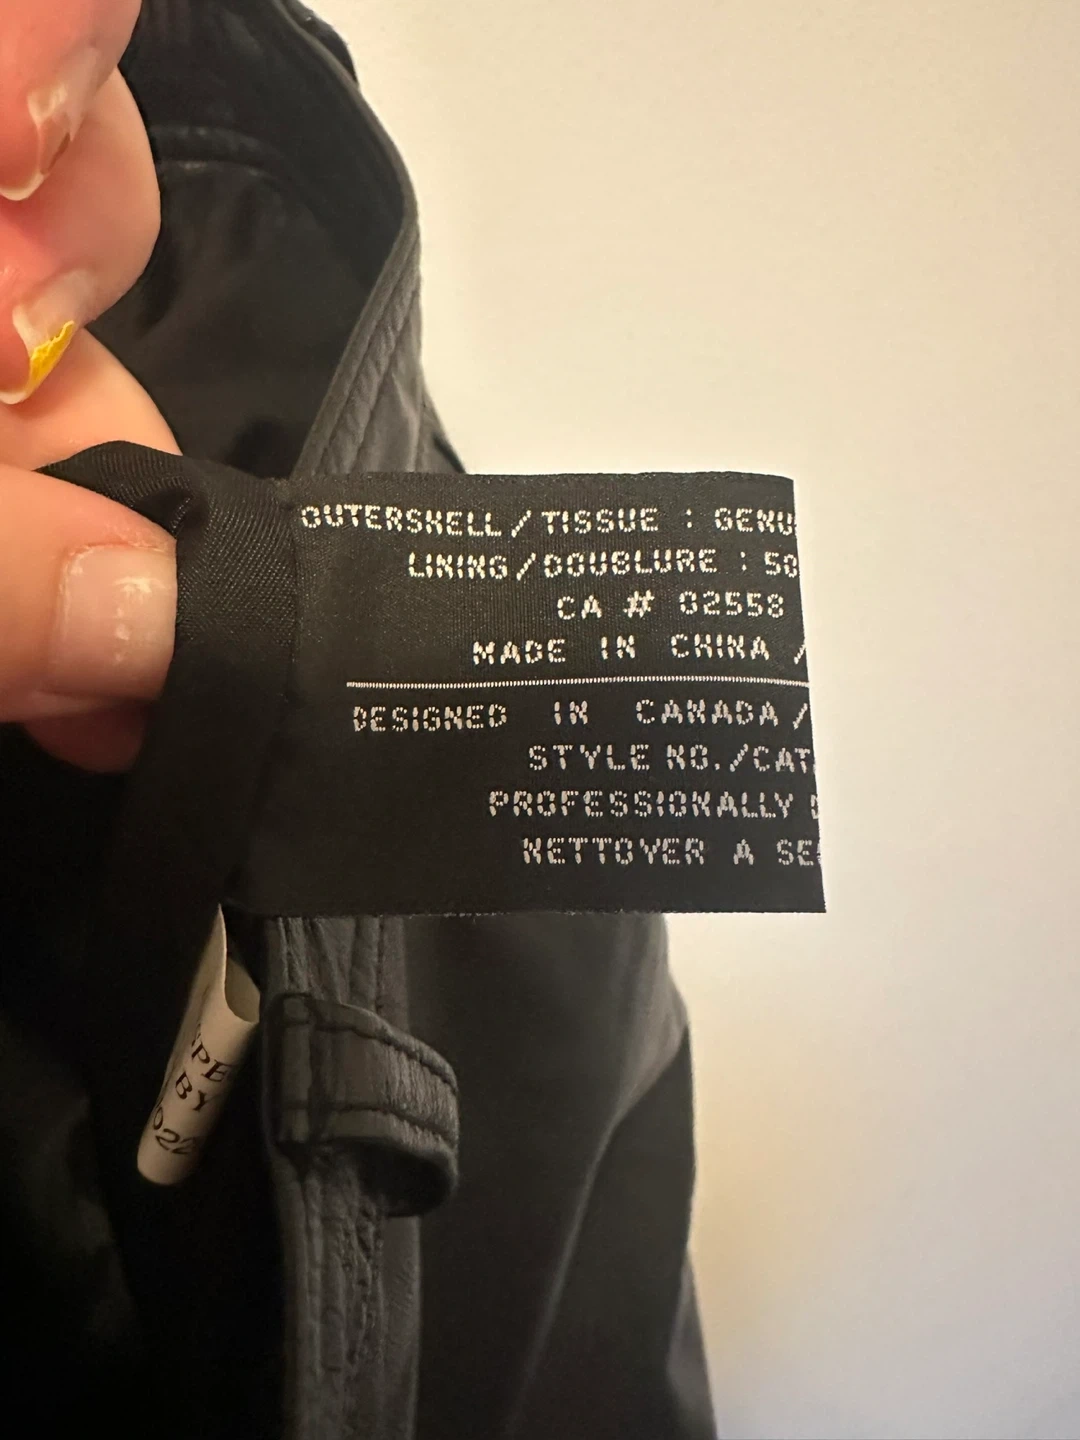 OUTERSHELL/TISSUE : GENU
LINING/DOUBLURE : 50
CA # 02558
MADE IN CHINA /
DESIGNED IN CANADA /
STYLE NO./CAT
PROFESSIONALLY
NETTOYER A SE
BY